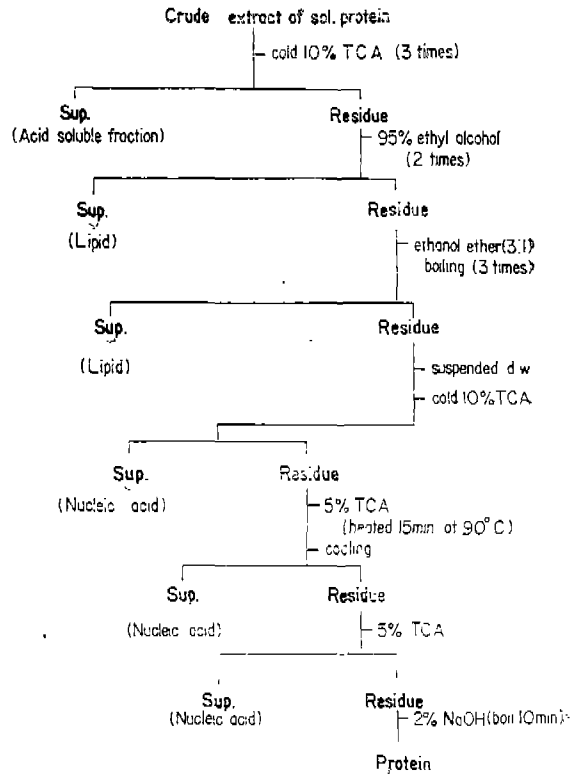 Crude extract of sol. protein
cold 10% TCA (3 times)
Sup. Residue
(Acid soluble fraction)
95% ethyl alcohol
(2 times)
Sup. Residue
(Lipid)
ethanol ether(3:1)
boiling (3 times)
Sup. Residue
(Lipid)
suspended d w
cold 10% TCA
Sup. Residue
(Nucleic acid)
5% TCA
(heated 15min at 90°C)
cooling
Sup. Residue
(Nucleic acid)
5% TCA
Sup. Residue
(Nucleic acid)
2% NaOH(boil 10min)
Protein